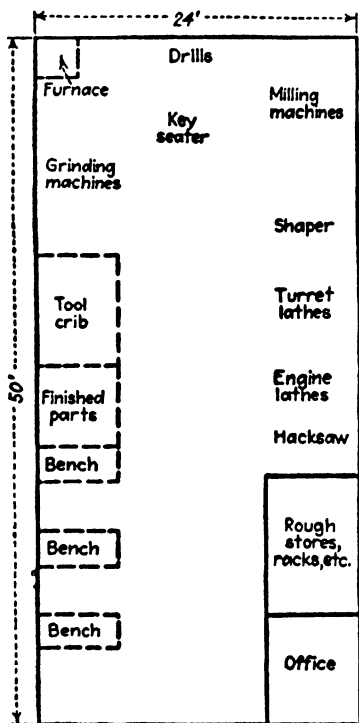 24'
Drills
Furnace
Milling
machines
Key
seater
Grinding
machines
Shaper
Tool
crib
Turret
lathes
50'
Finished
parts
Engine
lathes
Hacksaw
Bench
Rough
stores,
racks, etc.
Bench
Bench
Office